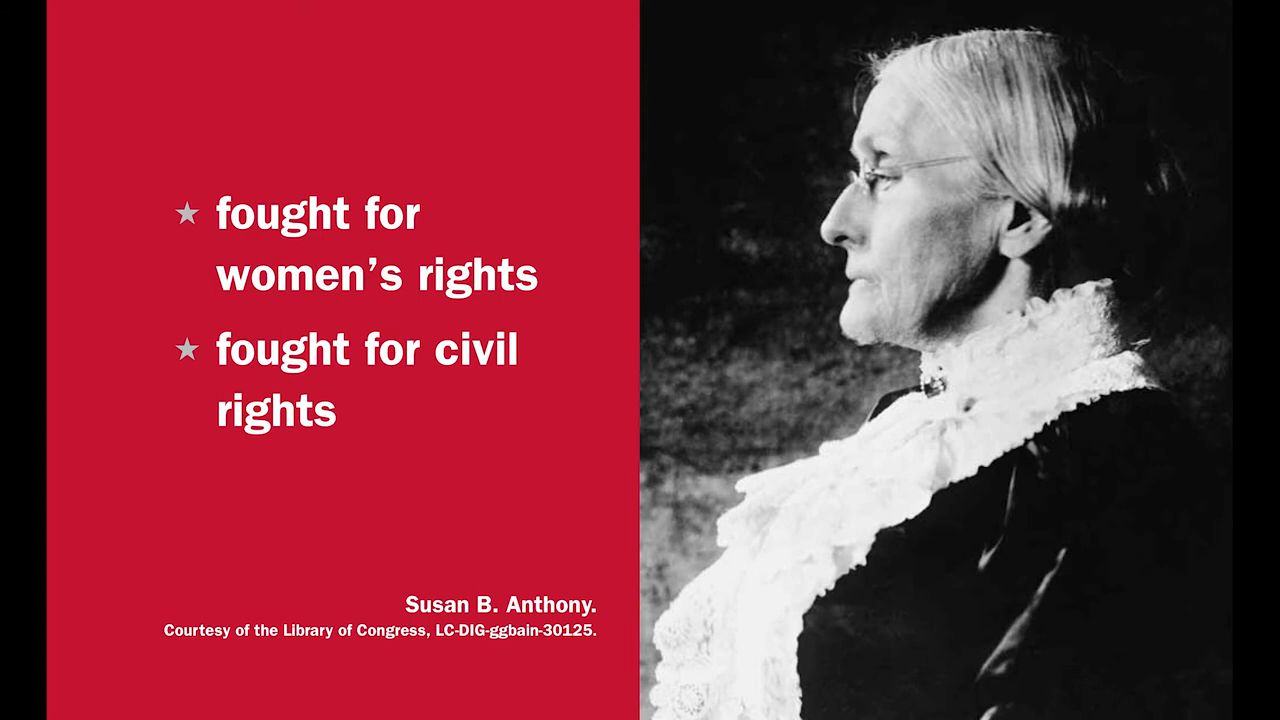 ★ fought for
women’s rights
★ fought for civil
rights
Susan B. Anthony.
Courtesy of the Library of Congress, LC-DIG-ggbain-30125.